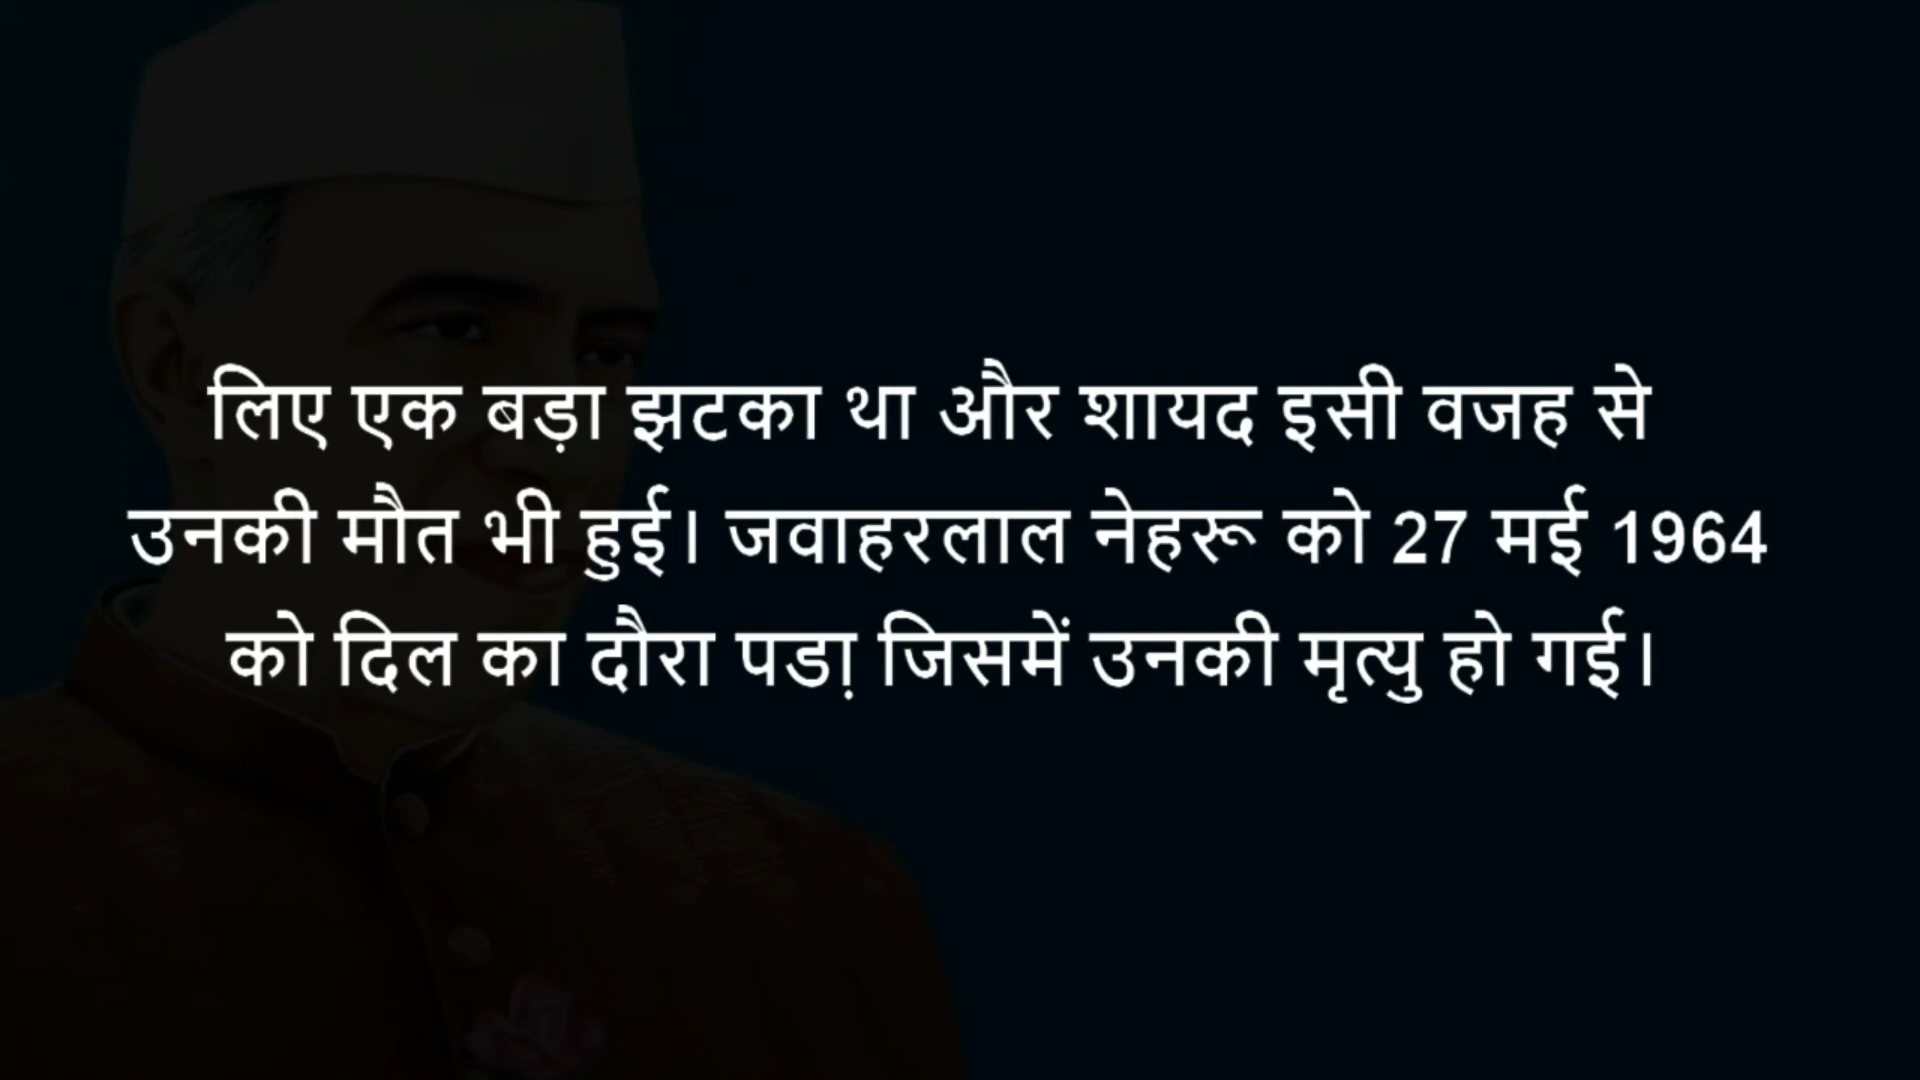 लिए एक बड़ा झटका था और शायद इसी वजह से
उनकी मौत भी हुई। जवाहरलाल नेहरू को 27 मई 1964
को दिल का दौरा पडा़ जिसमें उनकी मृत्यु हो गई।